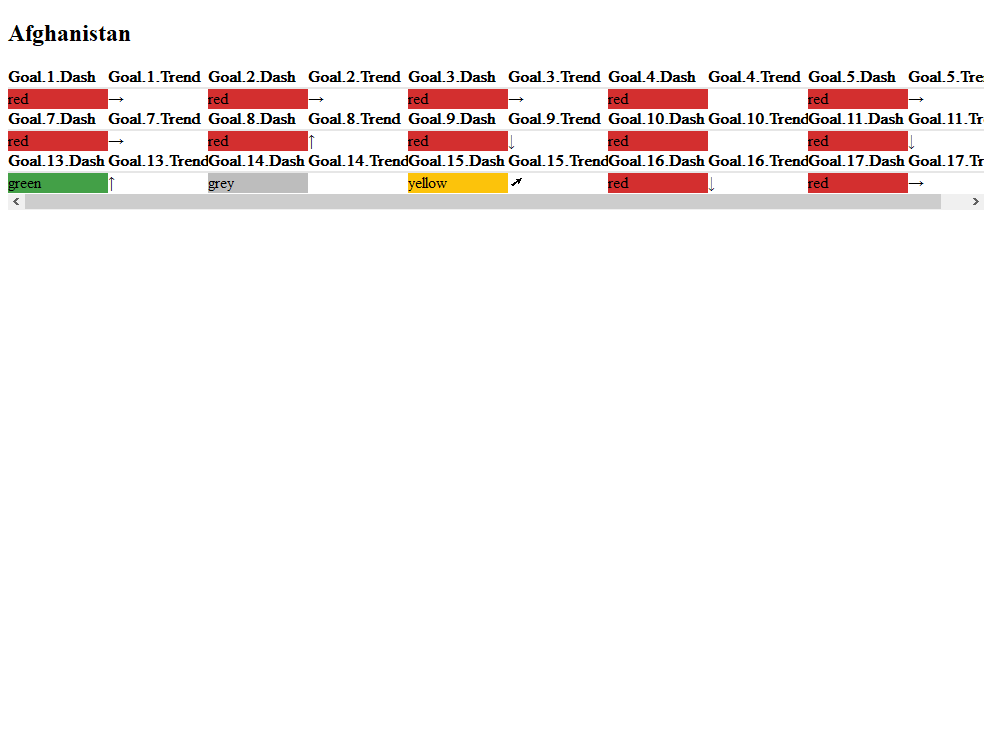 Afghanistan
Goal.1.Dash Goal.1.Trend Goal.2.Dash Goal.2.Trend Goal.3.Dash Goal.3.Trend Goal.4.Dash Goal.4.Trend Goal.5.Dash Goal.5.Tre
red → red → red → red red →
Goal.7.Dash Goal.7.Trend Goal.8.Dash Goal.8.Trend Goal.9.Dash Goal.9.Trend Goal.10.Dash Goal.10.Trend Goal.11.Dash Goal.11.Tr
red → red ↑ red ↓ red red ↓
Goal.13.Dash Goal.13.Trend Goal.14.Dash Goal.14.Trend Goal.15.Dash Goal.15.Trend Goal.16.Dash Goal.16.Trend Goal.17.Dash Goal.17.Tr
green ↑ grey yellow ➚ red ↓ red →